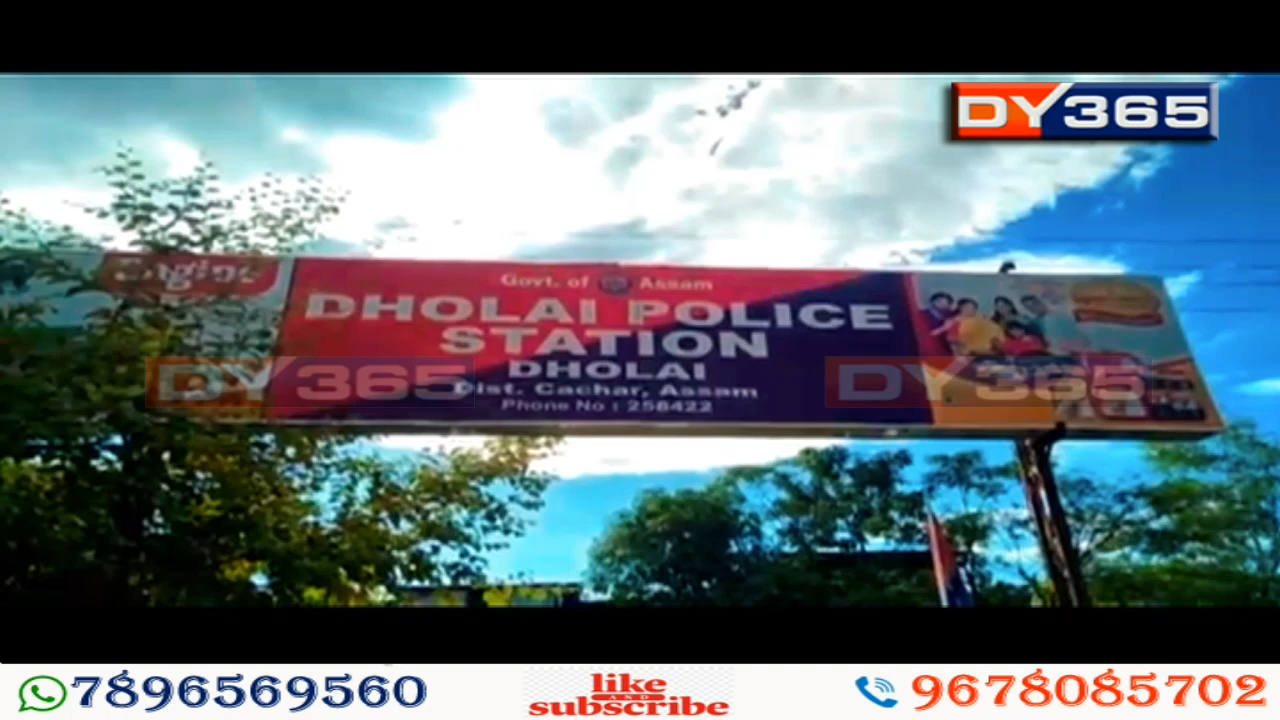 DY365
Govt. of Assam
DHOLAI POLICE
STATION
DHOLAI
Dist. Cachar, Assam
Phone No : 258422
DY365 DY365
7896569560
like
AND
subscribe
9678085702